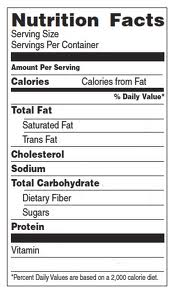 Nutrition Facts
Serving Size
Servings Per Container
Amount Per Serving
Calories Calories from Fat
% Daily Value*
Total Fat
Saturated Fat
Trans Fat
Cholesterol
Sodium
Total Carbohydrate
Dietary Fiber
Sugars
Protein
Vitamin
*Percent Daily Values are based on a 2,000 calorie diet.